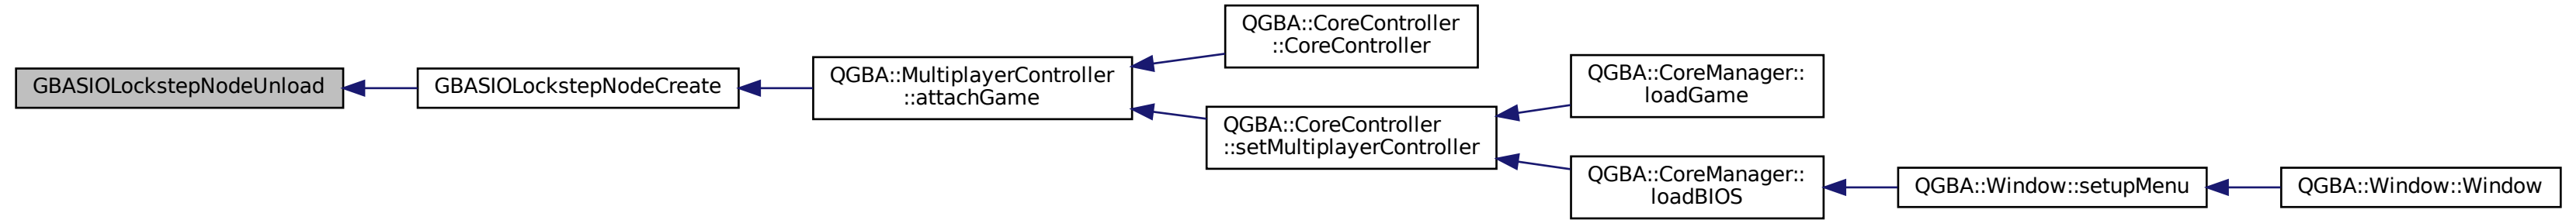 GBASIOLockstepNodeUnload
GBASIOLockstepNodeCreate
QGBA::MultiplayerController
::attachGame
QGBA::CoreController
::CoreController
QGBA::CoreController
::setMultiplayerController
QGBA::CoreManager::
loadGame
QGBA::CoreManager::
loadBIOS
QGBA::Window::setupMenu
QGBA::Window::Window